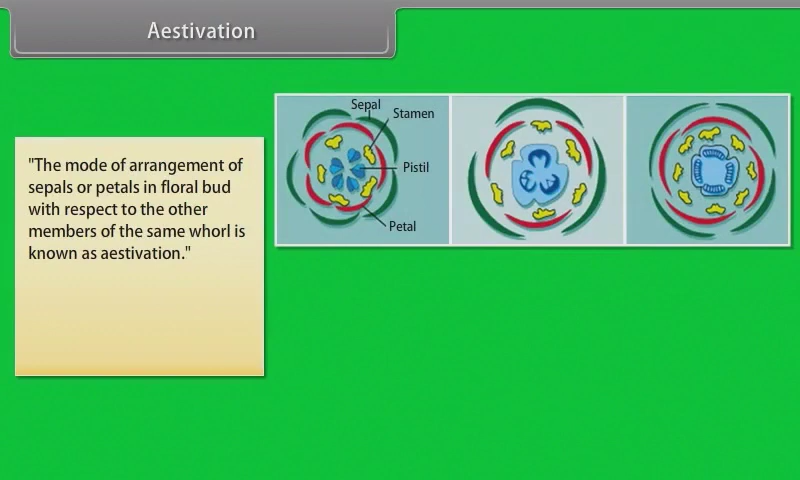 Aestivation
"The mode of arrangement of
sepals or petals in floral bud
with respect to the other
members of the same whorl is
known as aestivation."
Sepal
Stamen
Pistil
Petal